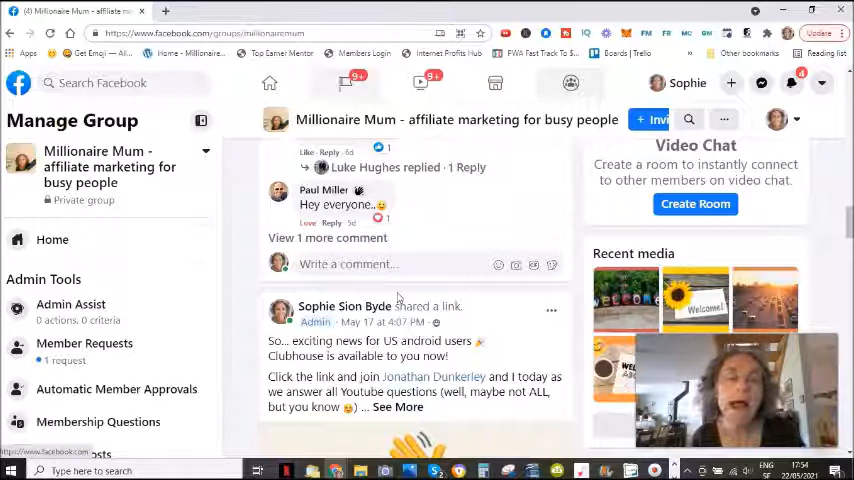 (4) Millionaire Mum - affiliate m
https://www.facebook.com/groups/millionairemum
Update
Apps
Get Emoji — Al...
Home - Millionaire...
Top Earner Mentor
Members Login
Internet Profits Hub
PWA Fast Track To $...
Boards | Trello
Other bookmarks
Reading list
Search Facebook
9+
9+
Sophie
4
Manage Group
Millionaire Mum - affiliate marketing for busy people
Private group
Home
Admin Tools
Admin Assist
0 actions, 0 criteria
Member Requests
1 request
Automatic Member Approvals
Membership Questions
https://www.facebook.com
Millionaire Mum - affiliate marketing for busy people
+ Invi
Like · Reply · 6d
1
Luke Hughes replied · 1 Reply
Paul Miller
Hey everyone..
Love · Reply · 5d
1
View 1 more comment
Write a comment...
Sophie Sion Byde shared a link.
Admin · May 17 at 4:07 PM ·
So... exciting news for US android users
Clubhouse is available to you now!
Click the link and join Jonathan Dunkerley and I today as
we answer all Youtube questions (well, maybe not ALL,
but you know ) ... See More
Video Chat
Create a room to instantly connect
to other members on video chat.
Create Room
Recent media
WELCOME
Welcome!
Type here to search
ENG
SF
17:54
22/05/2021